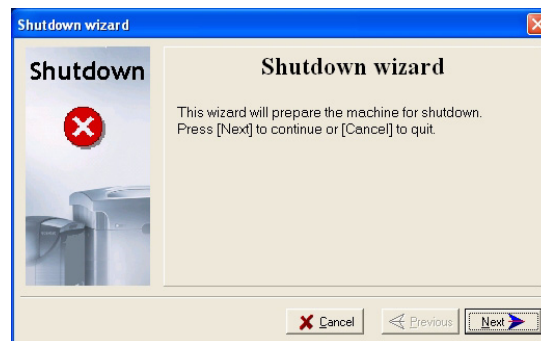 Shutdown wizard
Shutdown
Shutdown wizard
This wizard will prepare the machine for shutdown.
Press [Next] to continue or [Cancel] to quit.
Cancel
Previous
Next